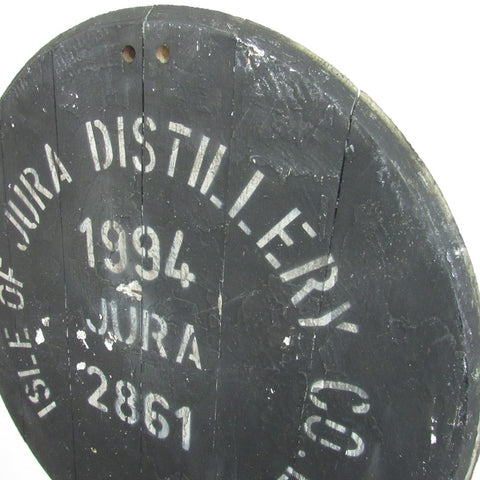 ISLE OF JURA DISTILLERY CO.
1994
JURA
2861